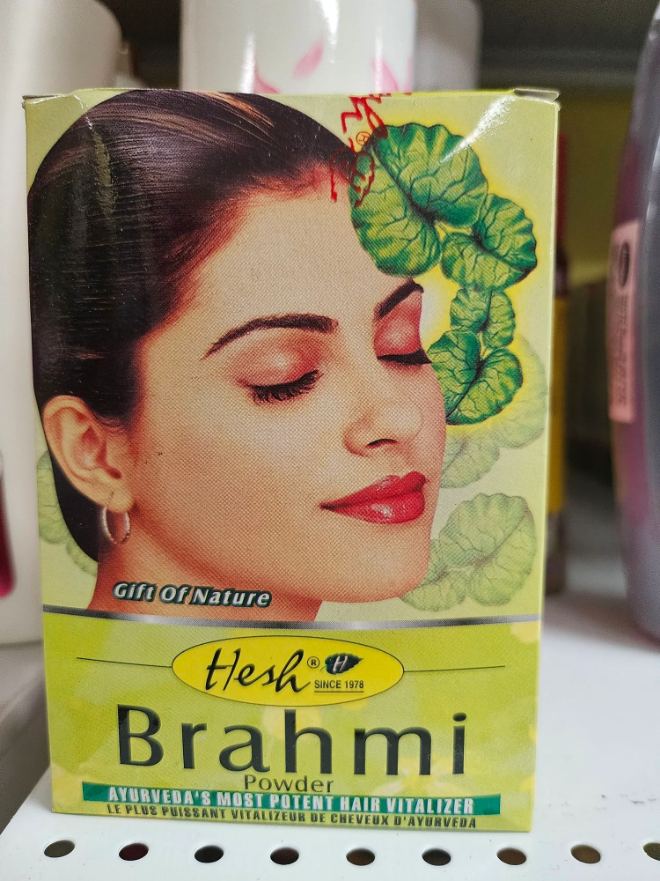 Gift Of Nature
Hesh® H
SINCE 1978
Brahmi
Powder
AYURVEDA'S MOST POTENT HAIR VITALIZER
LE PLUS PUISSANT VITALIZEUR DE CHEVEUX D'AYURVEDA